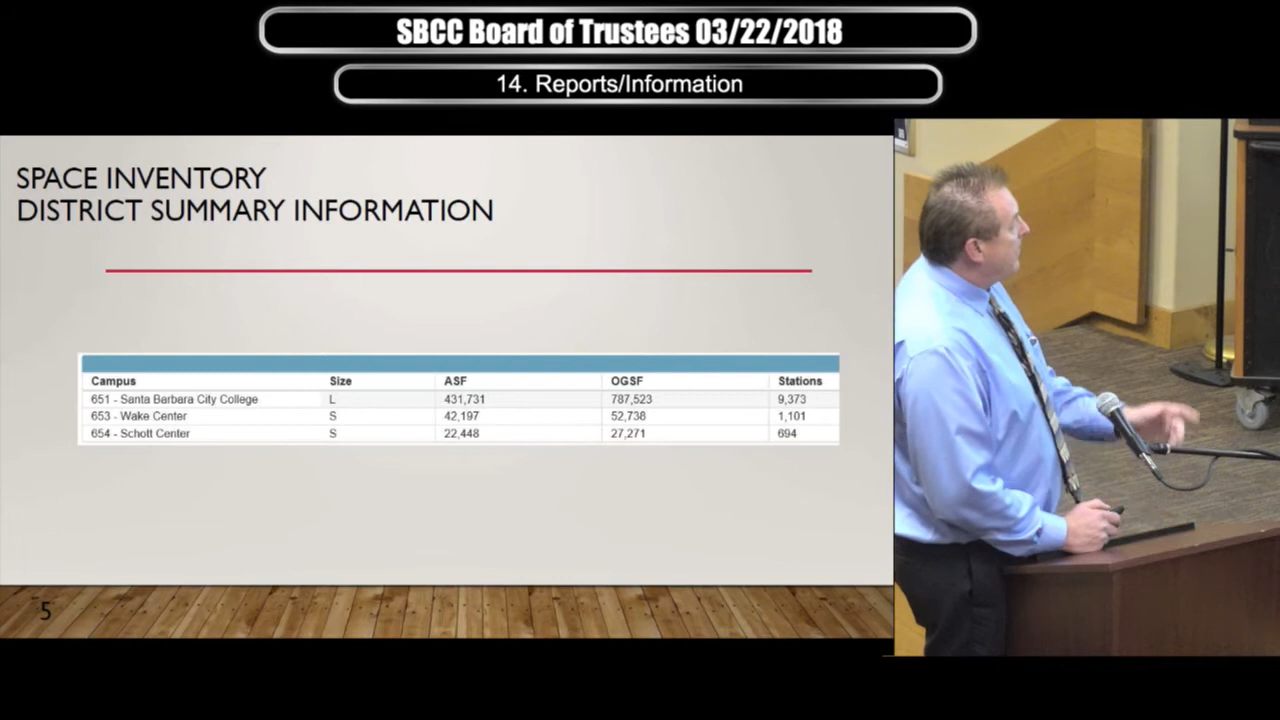 SBCC Board of Trustees 03/22/2018
14. Reports/Information
SPACE INVENTORY
DISTRICT SUMMARY INFORMATION
Campus Size ASF OGSF Stations
651 - Santa Barbara City College L 431,731 787,523 9,373
653 - Wake Center S 42,197 52,738 1,101
654 - Schott Center S 22,448 27,271 694
5